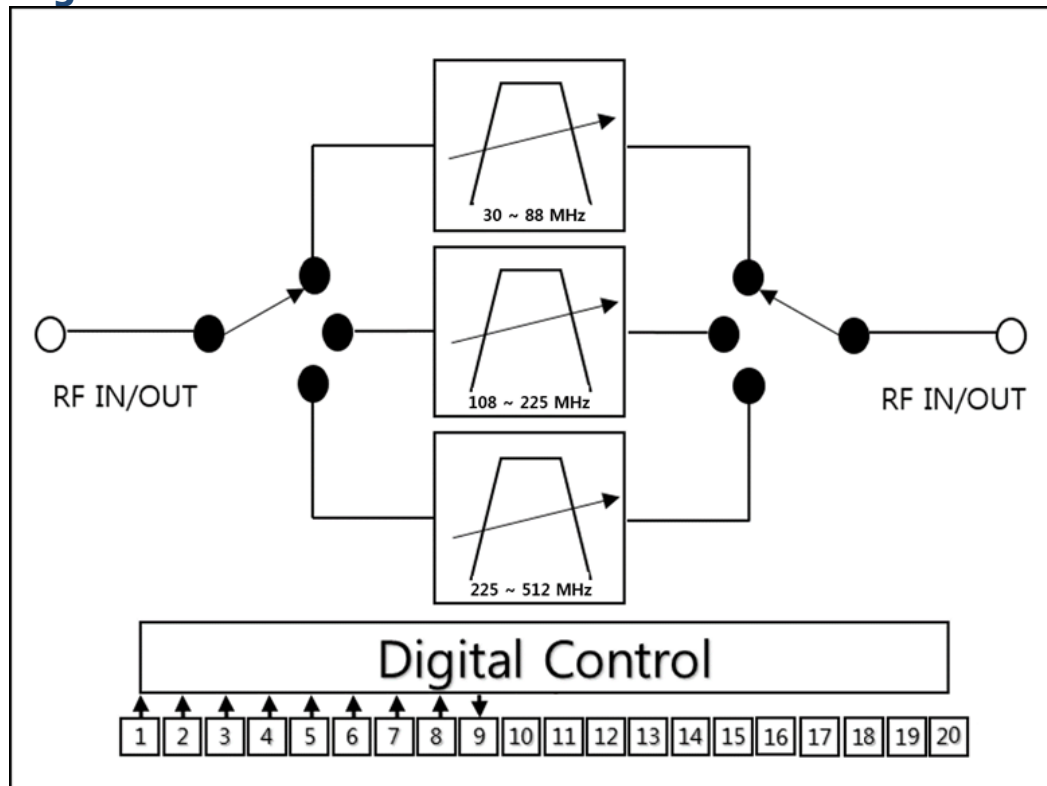 30 ~ 88 MHz
RF IN/OUT
108 ~ 225 MHz
RF IN/OUT
225 ~ 512 MHz
Digital Control
1 2 3 4 5 6 7 8 9 10 11 12 13 14 15 16 17 18 19 20